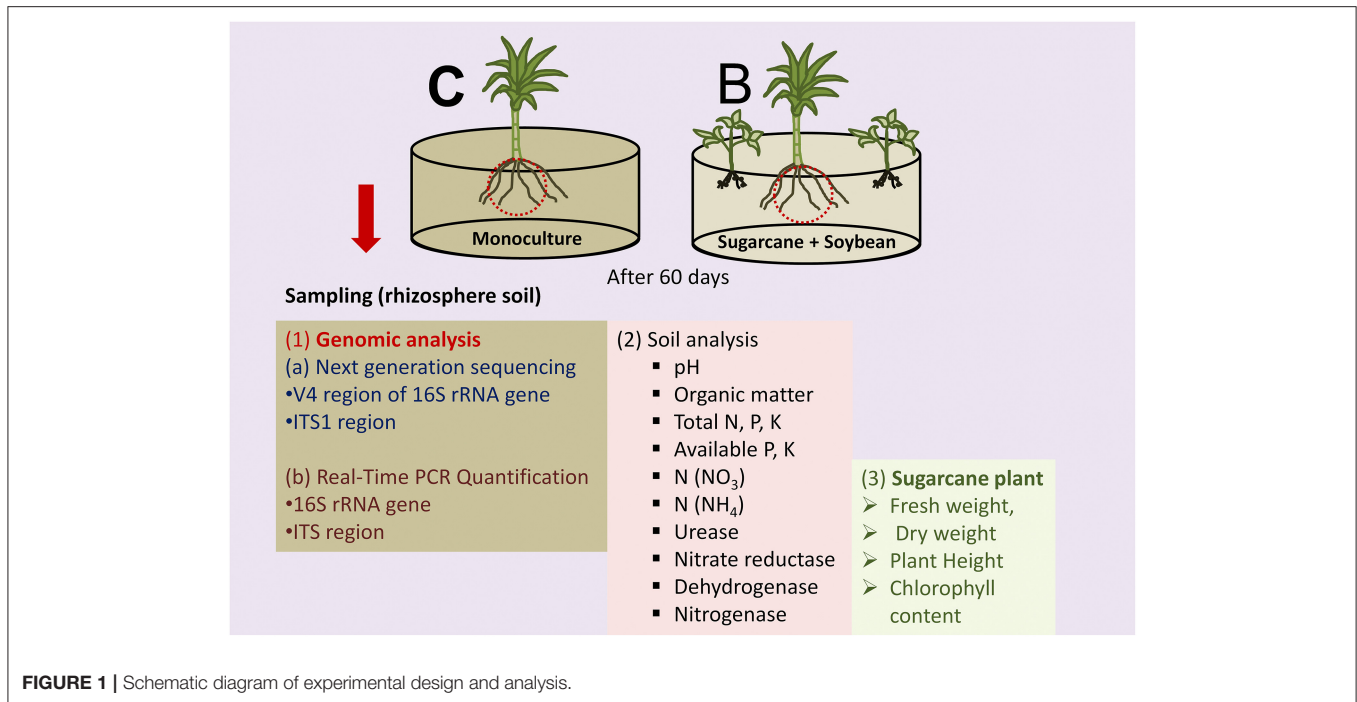 C
B
Monoculture
Sugarcane + Soybean
After 60 days
Sampling (rhizosphere soil)
(1) Genomic analysis
(a) Next generation sequencing
•V4 region of 16S rRNA gene
•ITS1 region
(b) Real-Time PCR Quantification
•16S rRNA gene
•ITS region
(2) Soil analysis
▪ pH
▪ Organic matter
▪ Total N, P, K
▪ Available P, K
▪ N (NO₃)
▪ N (NH₄)
▪ Urease
▪ Nitrate reductase
▪ Dehydrogenase
▪ Nitrogenase
(3) Sugarcane plant
➢ Fresh weight,
➢ Dry weight
➢ Plant Height
➢ Chlorophyll
content
FIGURE 1 | Schematic diagram of experimental design and analysis.